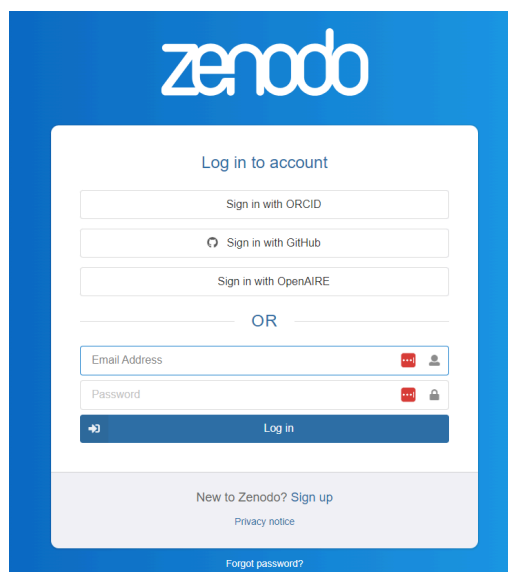 zenodo
Log in to account
Sign in with ORCID
Sign in with GitHub
Sign in with OpenAIRE
OR
Email Address
Password
Log in
New to Zenodo? Sign up
Privacy notice
Forgot password?